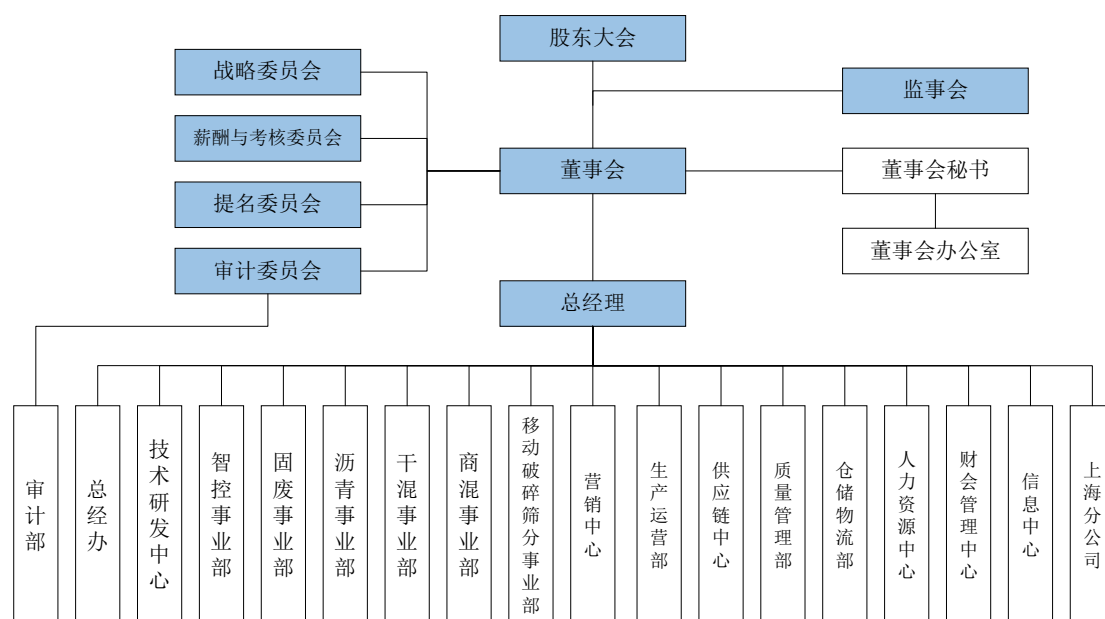 股东大会
战略委员会
监事会
薪酬与考核委员会
董事会
董事会秘书
提名委员会
董事会办公室
审计委员会
总经理
审计部
总经办
技术研发中心
智控事业部
固废事业部
沥青事业部
干混事业部
商混事业部
移动破碎筛分事业部
营销中心
生产运营部
供应链中心
质量管理部
仓储物流部
人力资源中心
财会管理中心
信息中心
上海分公司